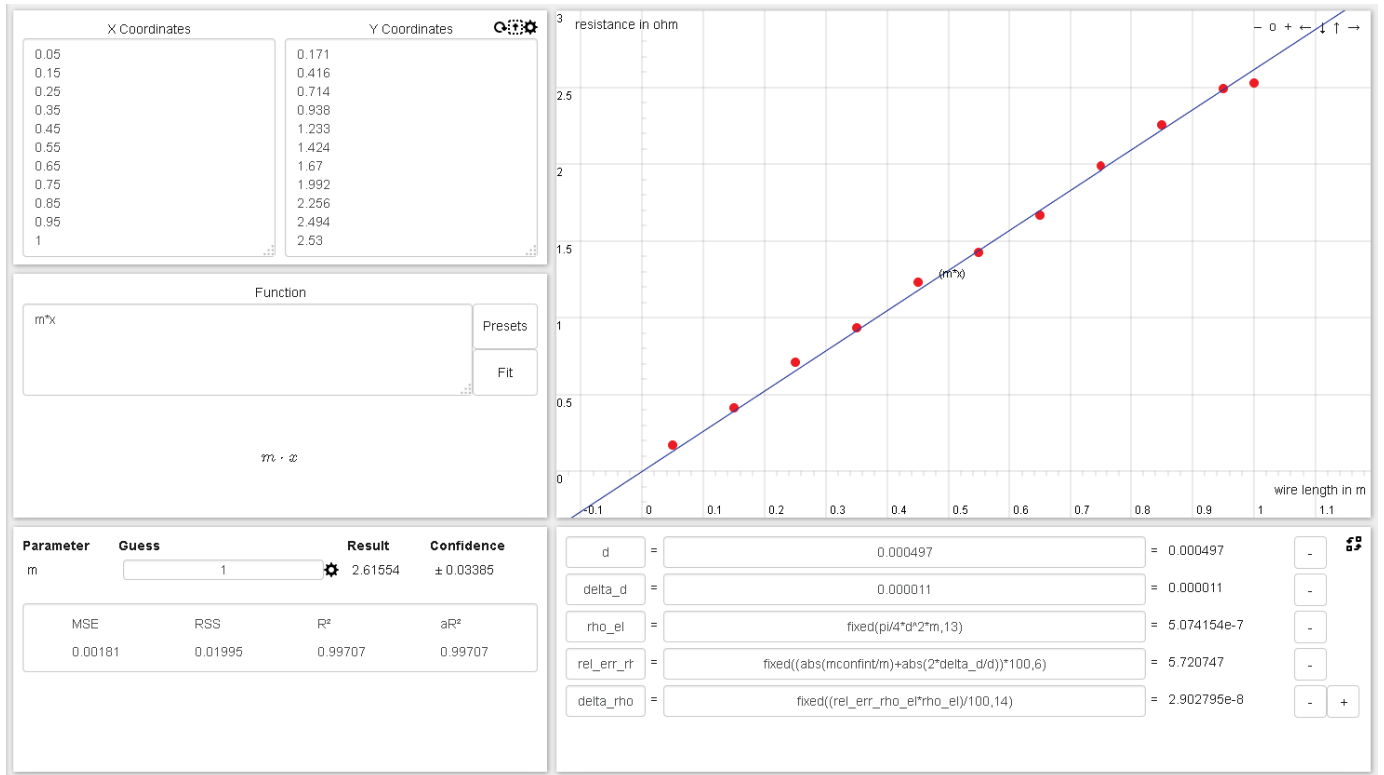 X Coordinates
0.05
0.15
0.25
0.35
0.45
0.55
0.65
0.75
0.85
0.95
1
Y Coordinates
0.171
0.416
0.714
0.938
1.233
1.424
1.67
1.992
2.256
2.494
2.53
Function
m*x
Presets
Fit
m · x
Parameter Guess Result Confidence
m 1 2.61554 ± 0.03385
MSE RSS R² aR²
0.00181 0.01995 0.99707 0.99707
resistance in ohm
- 0 + ← ↓ ↑ →
3
2.5
2
1.5
1
0.5
0
(m*x)
wire length in m
-0.1 0 0.1 0.2 0.3 0.4 0.5 0.6 0.7 0.8 0.9 1 1.1
d = 0.000497 = 0.000497 -
delta_d = 0.000011 = 0.000011 -
rho_el = fixed(pi/4*d^2*m,13) = 5.074154e-7 -
rel_err_rh = fixed((abs(mconfint/m)+abs(2*delta_d/d))*100,6) = 5.720747 -
delta_rho = fixed((rel_err_rho_el*rho_el)/100,14) = 2.902795e-8 - +